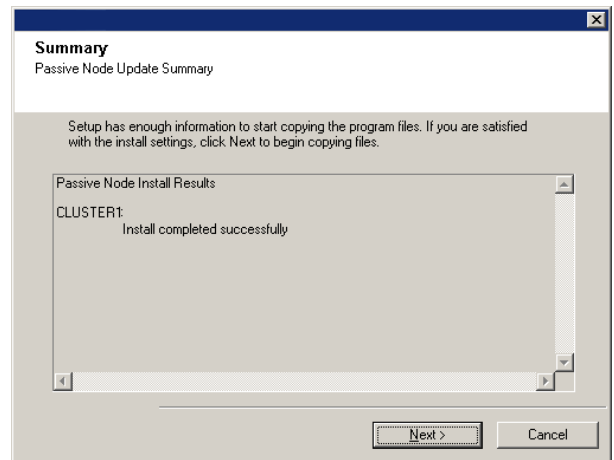 Summary
Passive Node Update Summary
Setup has enough information to start copying the program files. If you are satisfied
with the install settings, click Next to begin copying files.
Passive Node Install Results
CLUSTER1:
Install completed successfully
Next >
Cancel